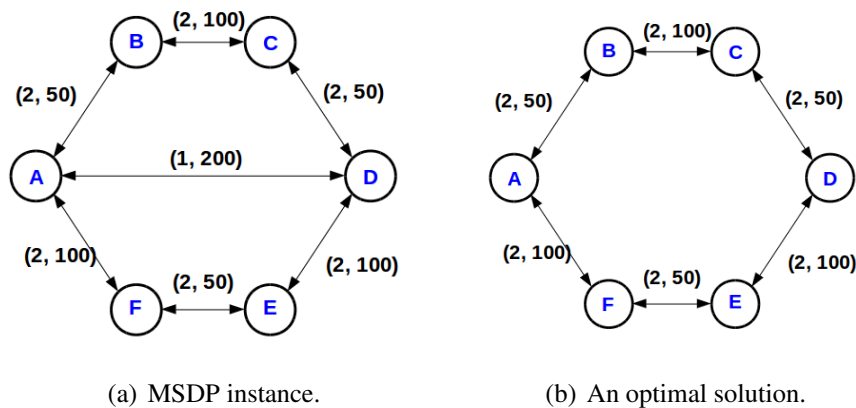 (2, 100)
B
C
(2, 50)
(2, 50)
(1, 200)
A
D
(2, 100)
(2, 100)
(2, 50)
F
E
(a) MSDP instance.
(2, 100)
B
C
(2, 50)
(2, 50)
A
D
(2, 100)
(2, 100)
(2, 50)
F
E
(b) An optimal solution.